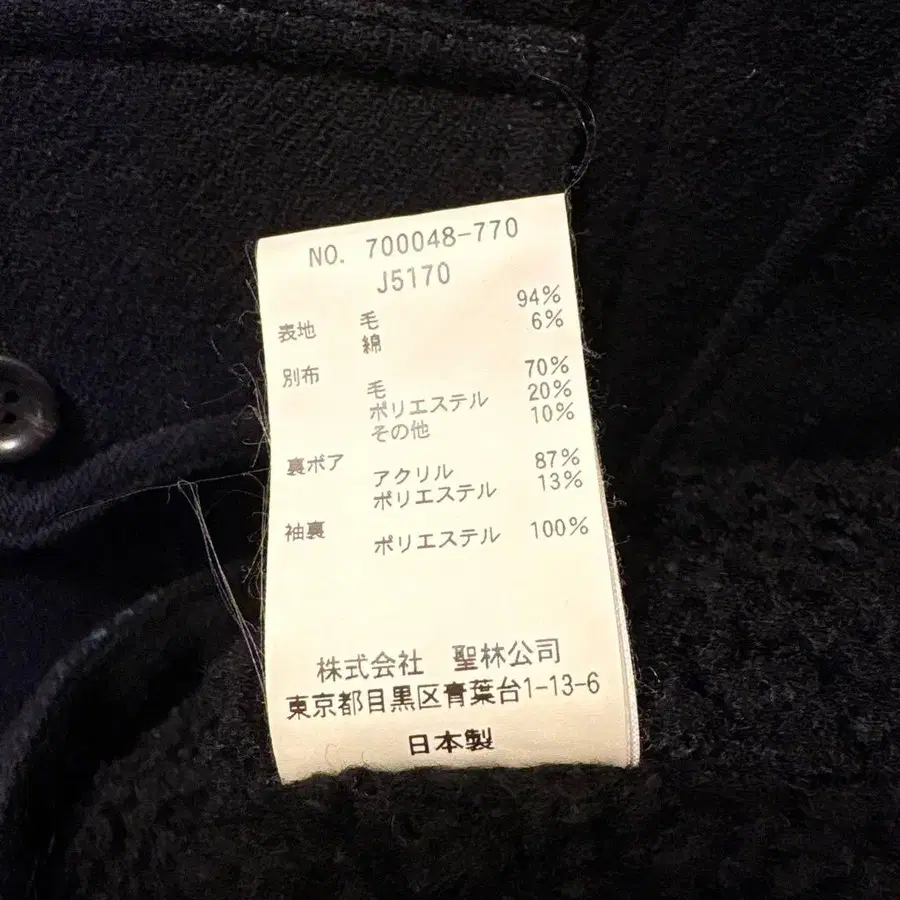 NO. 700048-770
J5170
表地 毛 94%
綿 6%
別布 毛 70%
ポリエステル 20%
その他 10%
裏ボア アクリル 87%
ポリエステル 13%
袖裏 ポリエステル 100%
株式会社 聖林公司
東京都目黒区青葉台1-13-6
日本製